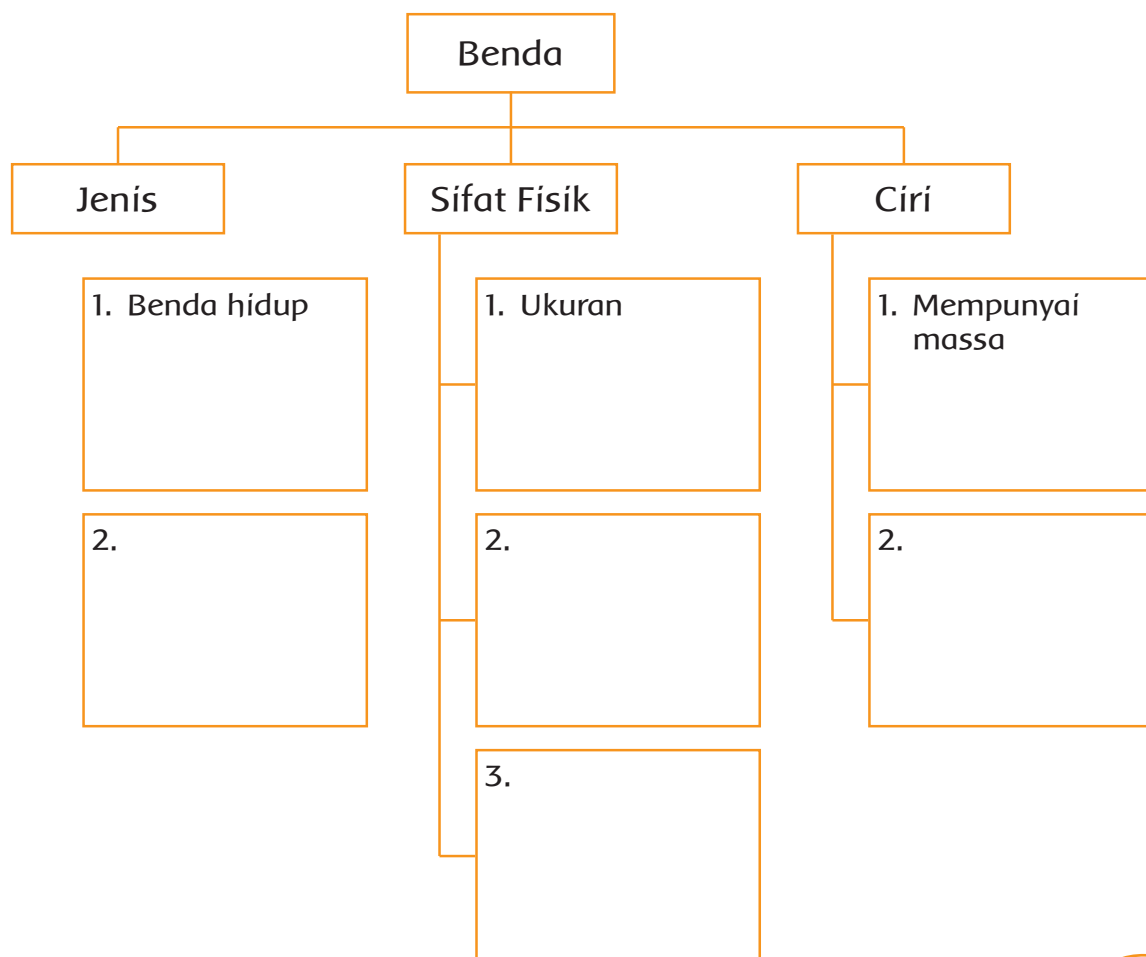 Benda
Jenis
Sifat Fisik
Ciri
1. Benda hidup
2.
1. Ukuran
2.
3.
1. Mempunyai
massa
2.